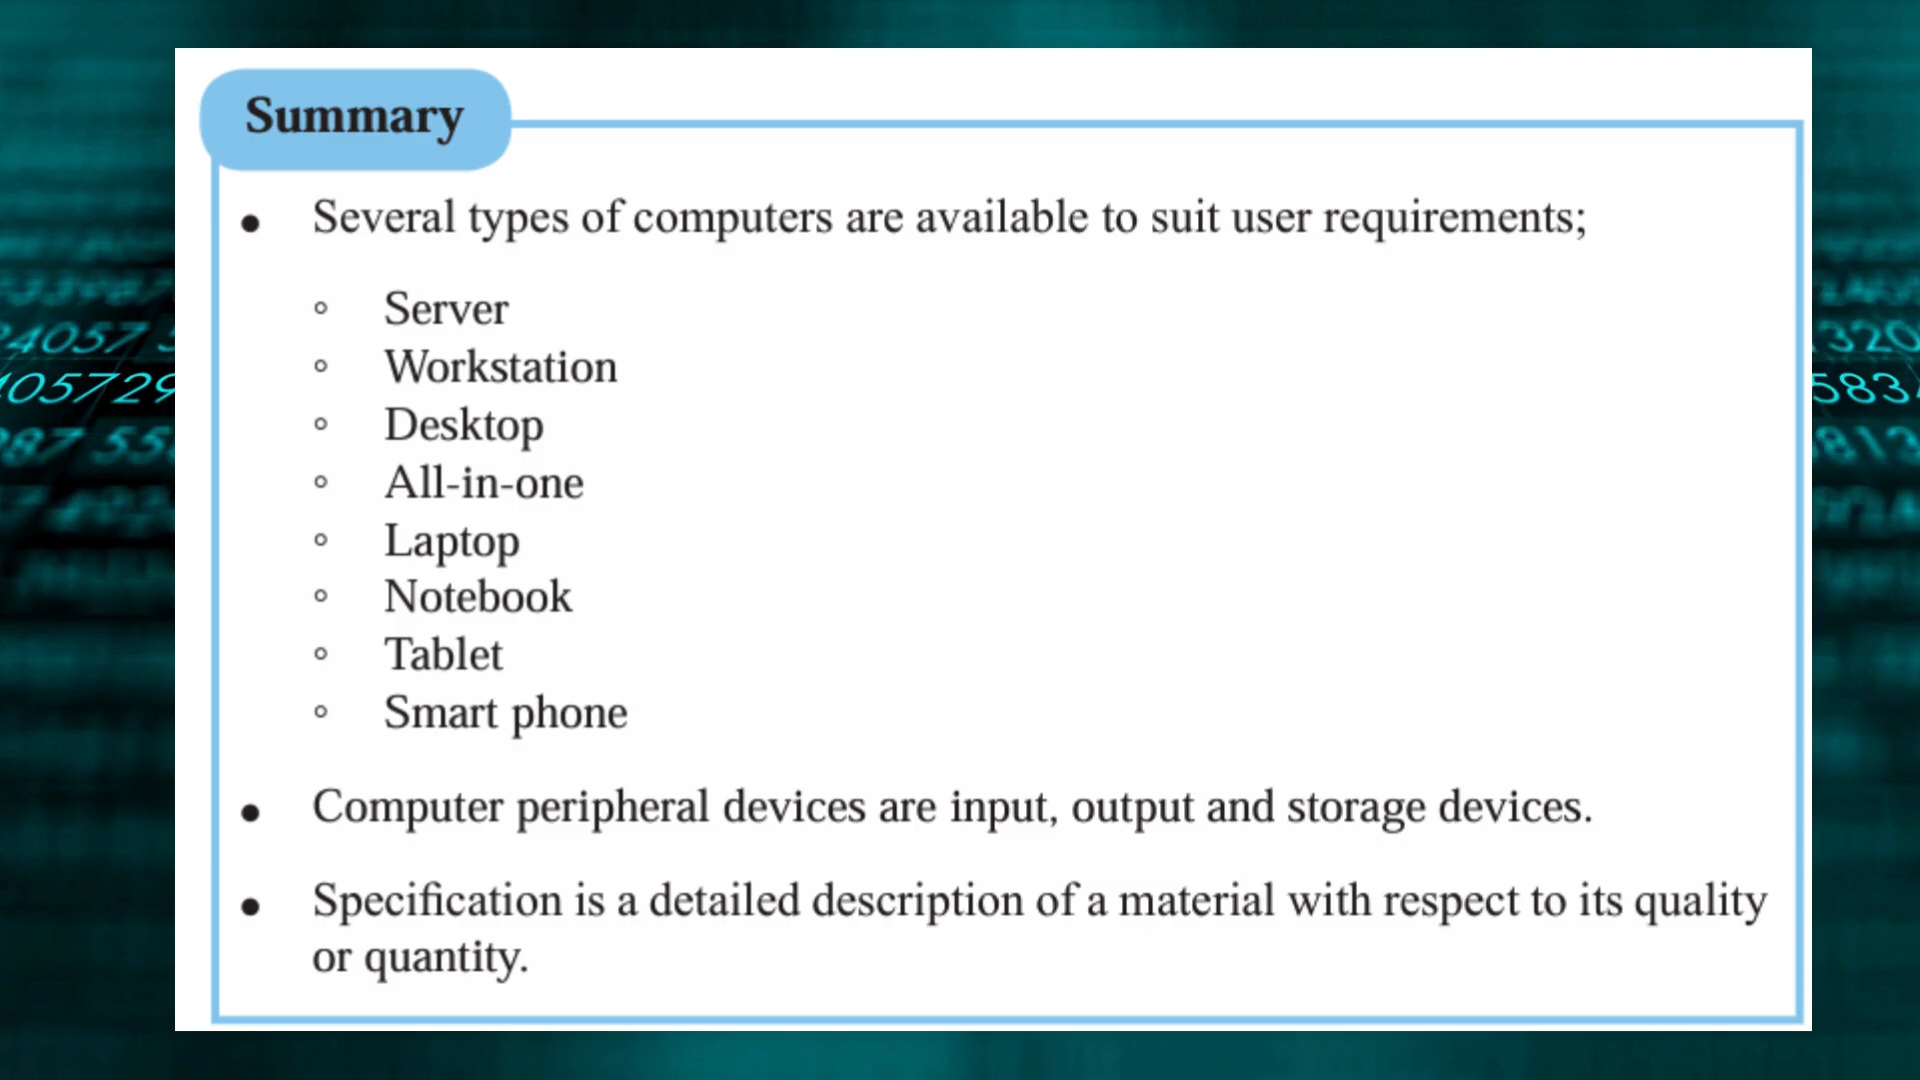 Summary
• Several types of computers are available to suit user requirements;
◦ Server
◦ Workstation
◦ Desktop
◦ All-in-one
◦ Laptop
◦ Notebook
◦ Tablet
◦ Smart phone
• Computer peripheral devices are input, output and storage devices.
• Specification is a detailed description of a material with respect to its quality
or quantity.